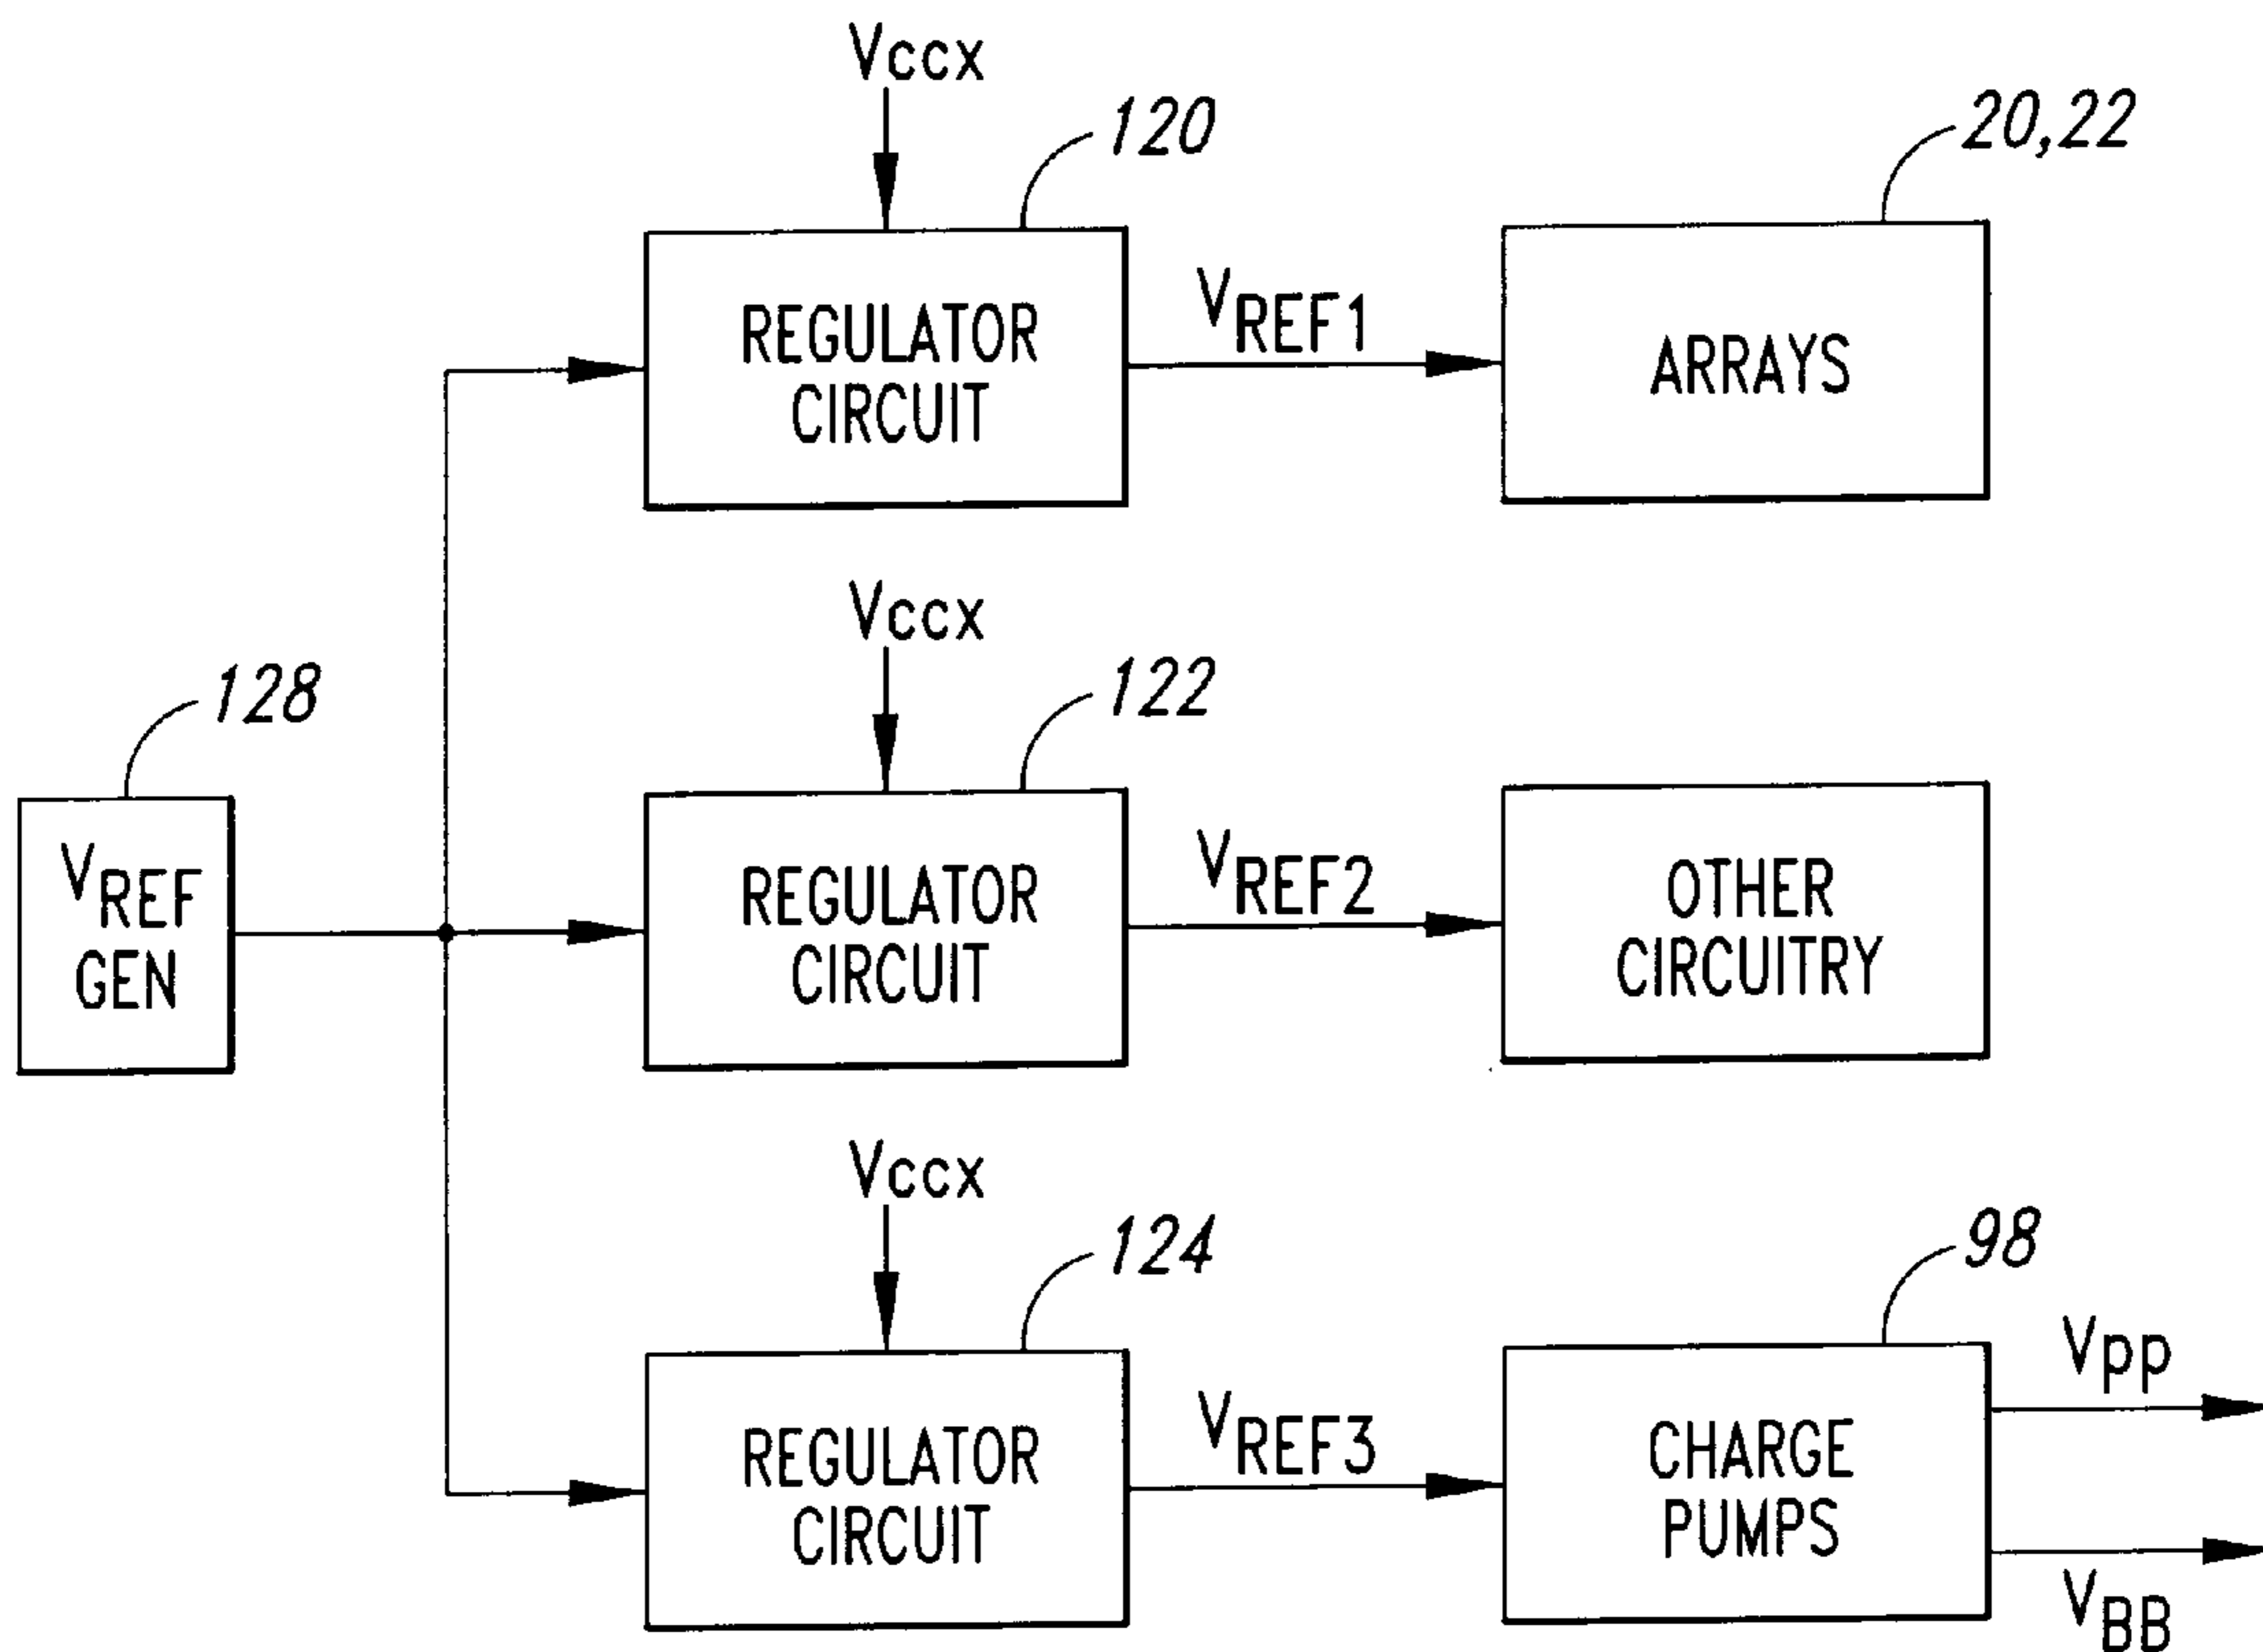 Vccx
120
20,22
REGULATOR
CIRCUIT
VREF1
ARRAYS
Vccx
128
122
VREF
GEN
REGULATOR
CIRCUIT
VREF2
OTHER
CIRCUITRY
Vccx
124
98
REGULATOR
CIRCUIT
VREF3
CHARGE
PUMPS
Vpp
VBB